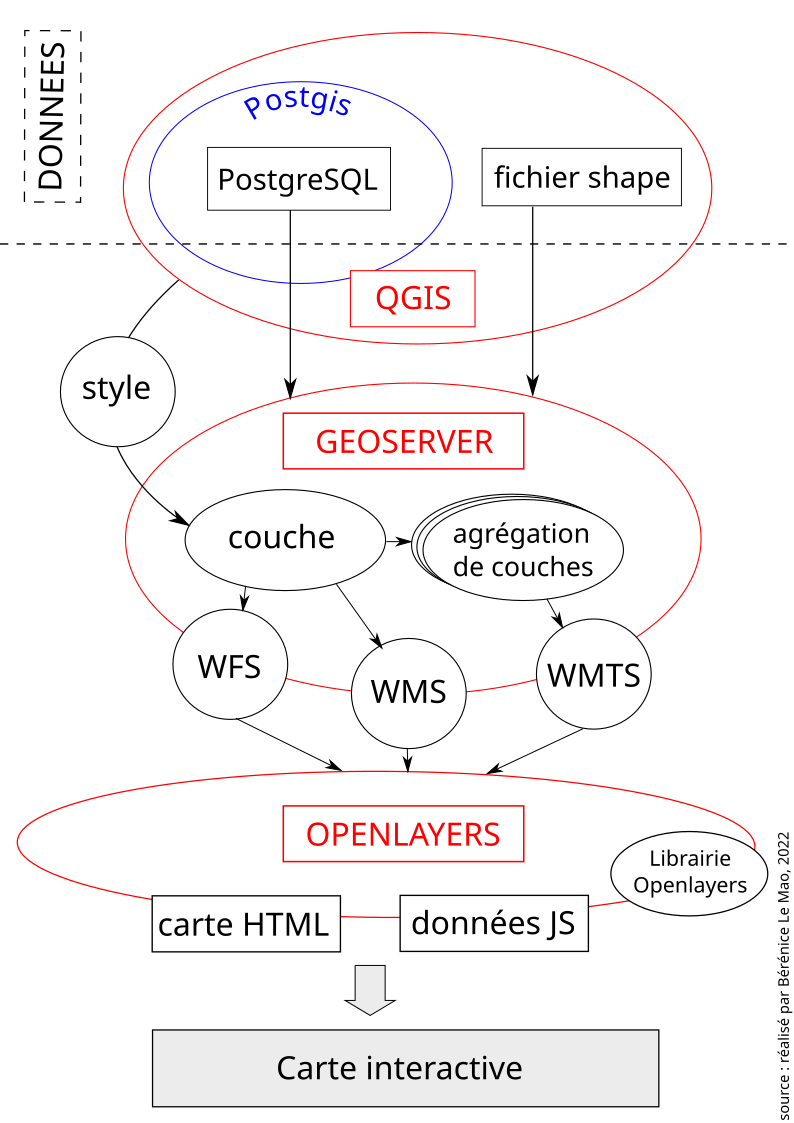 DONNEES
Postgis
PostgreSQL
fichier shape
QGIS
style
GEOSERVER
couche
agrégation
de couches
WFS
WMS
WMTS
OPENLAYERS
Librairie
Openlayers
carte HTML
données JS
Carte interactive
source : réalisé par Bérénice Le Mao, 2022